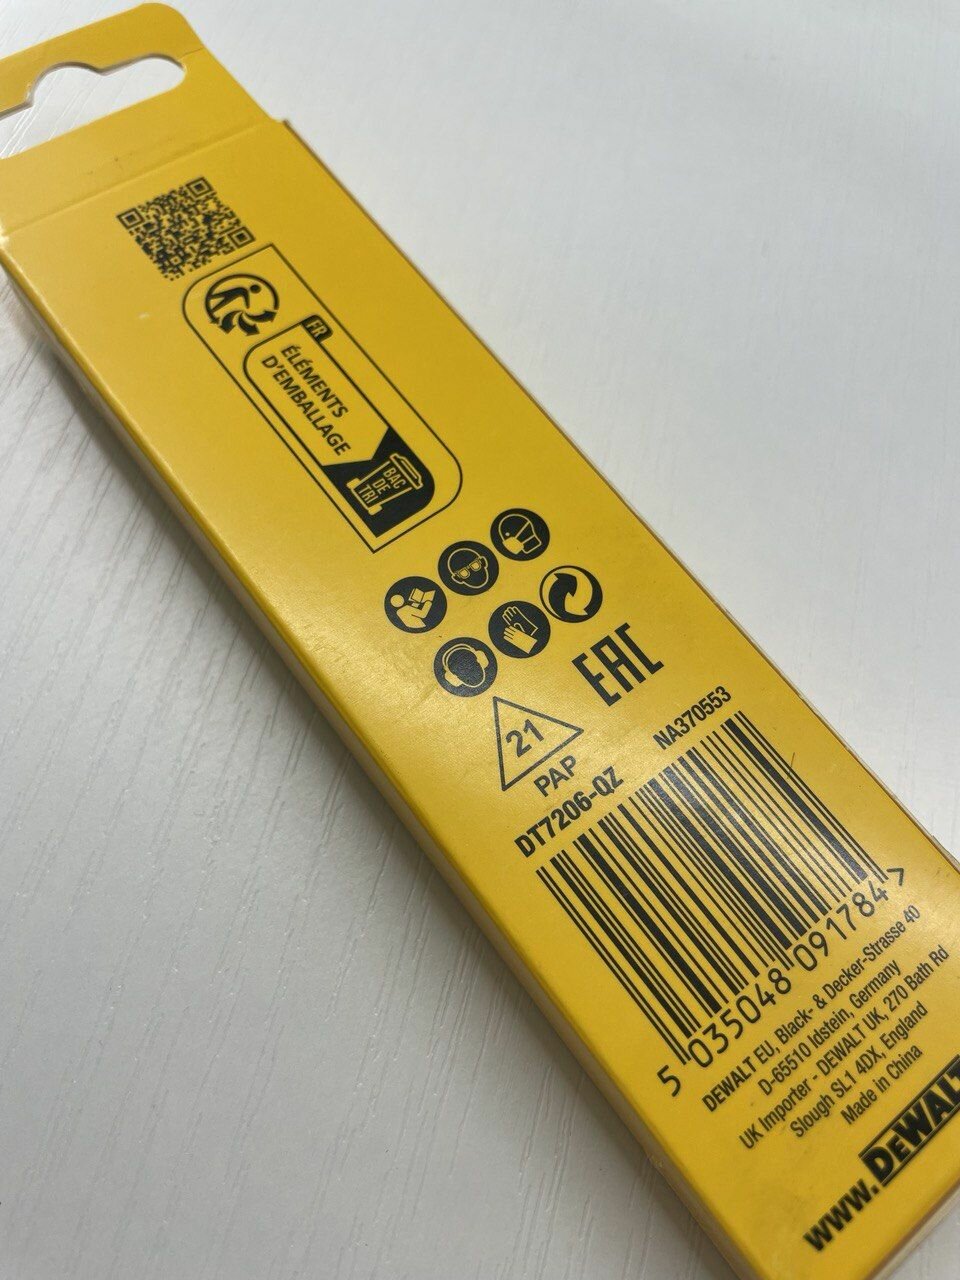 FR
ÉLÉMENTS
D'EMBALLAGE
BAC
DE
TRI
EAC
21
PAP
DT7206-QZ
NA370553
5 035048 091784 >
DEWALT EU, Black- & Decker-Strasse 40
D-65510 Idstein, Germany
UK Importer - DEWALT UK, 270 Bath Rd
Slough SL1 4DX, England
Made in China
www.DEWALT